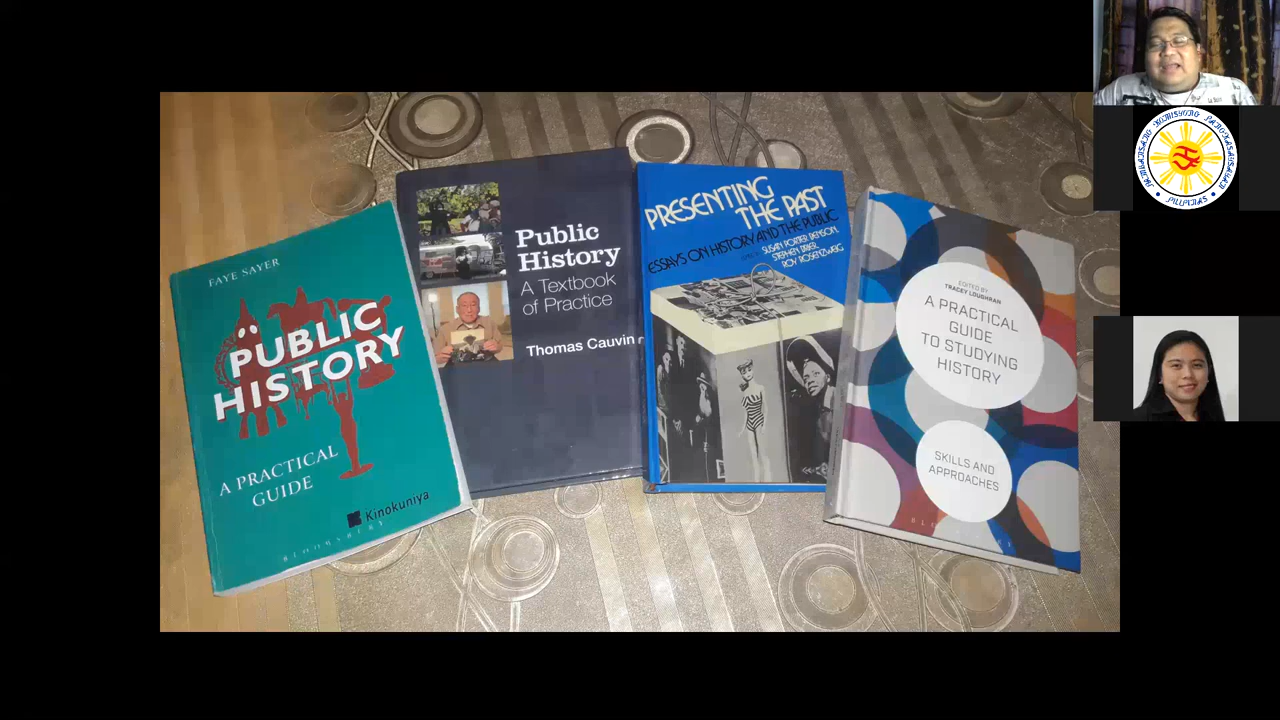 FAYE SAYER
PUBLIC
HISTORY
A PRACTICAL
GUIDE
Kinokuniya
BLOOMSBURY
Public
History
A Textbook
of Practice
Thomas Cauvin
PRESENTING
THE PAST
ESSAYS ON HISTORY AND THE PUBLIC
SUSAN PORTER BENSON,
STEPHEN BRIER,
ROY ROSENZWEIG
EDITED BY
TRACEY LOUGHRAN
A PRACTICAL
GUIDE
TO STUDYING
HISTORY
SKILLS AND
APPROACHES
PILIPINAS